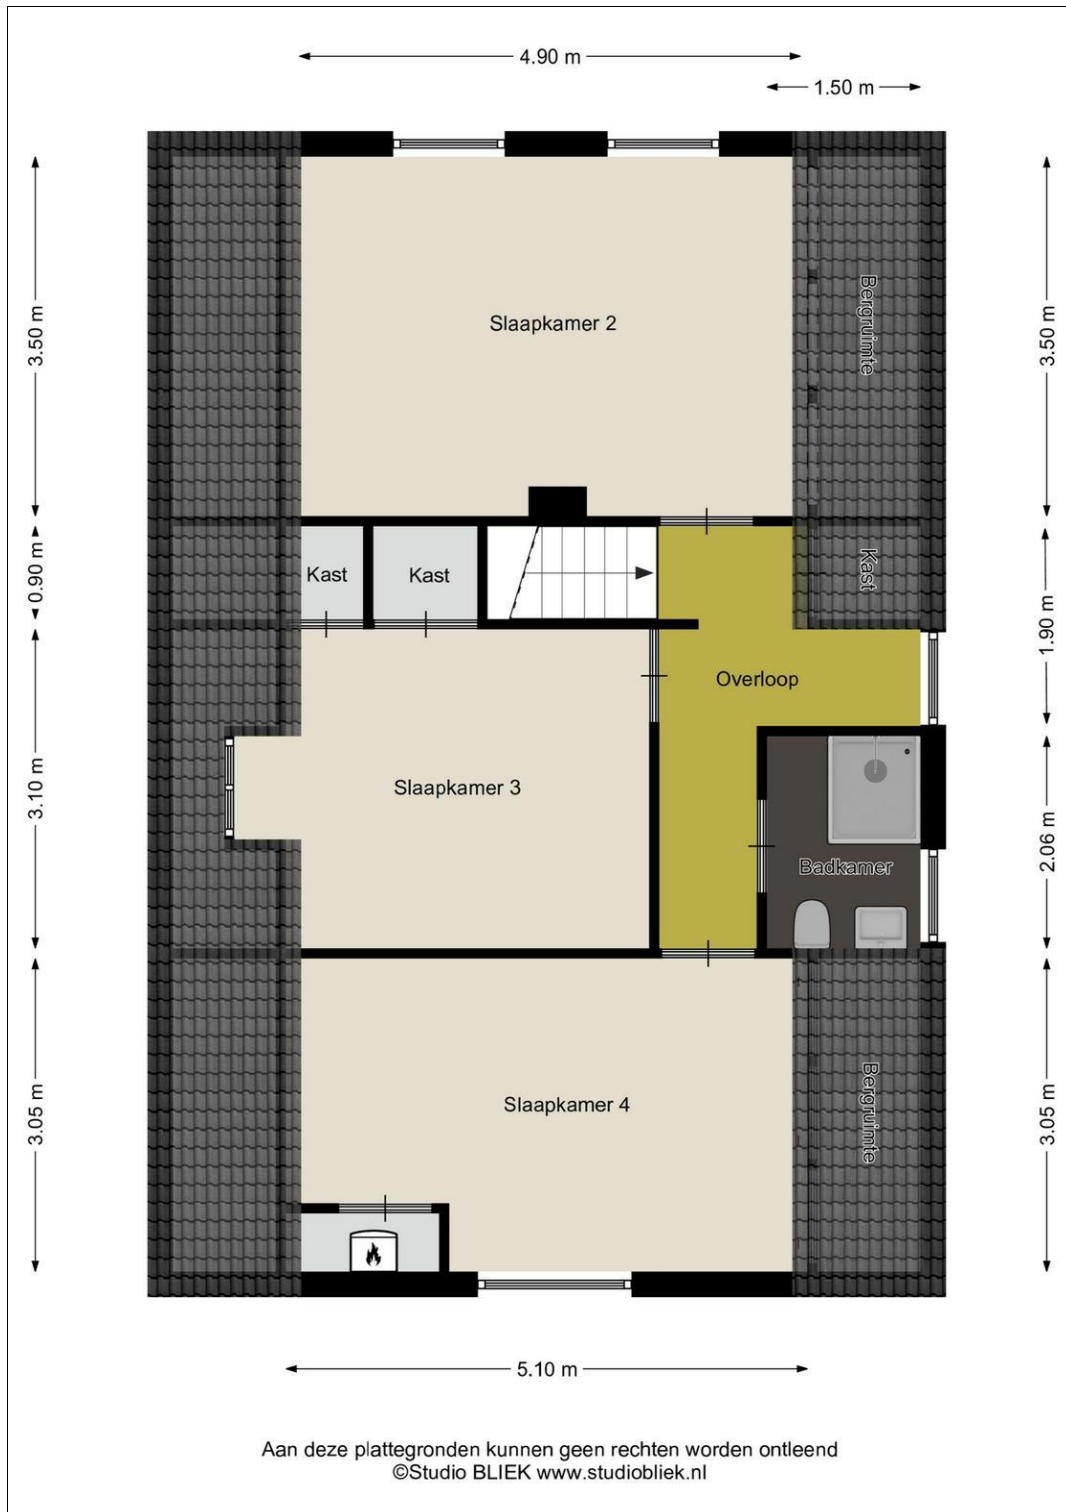 4.90 m
1.50 m
3.50 m
3.50 m
Slaapkamer 2
Bergruimte
0.90 m
Kast
Kast
Kast
1.90 m
Overloop
3.10 m
Slaapkamer 3
2.06 m
Badkamer
3.05 m
Slaapkamer 4
Bergruimte
3.05 m
5.10 m
Aan deze plattegronden kunnen geen rechten worden ontleend
©Studio BLIEK www.studiobliek.nl